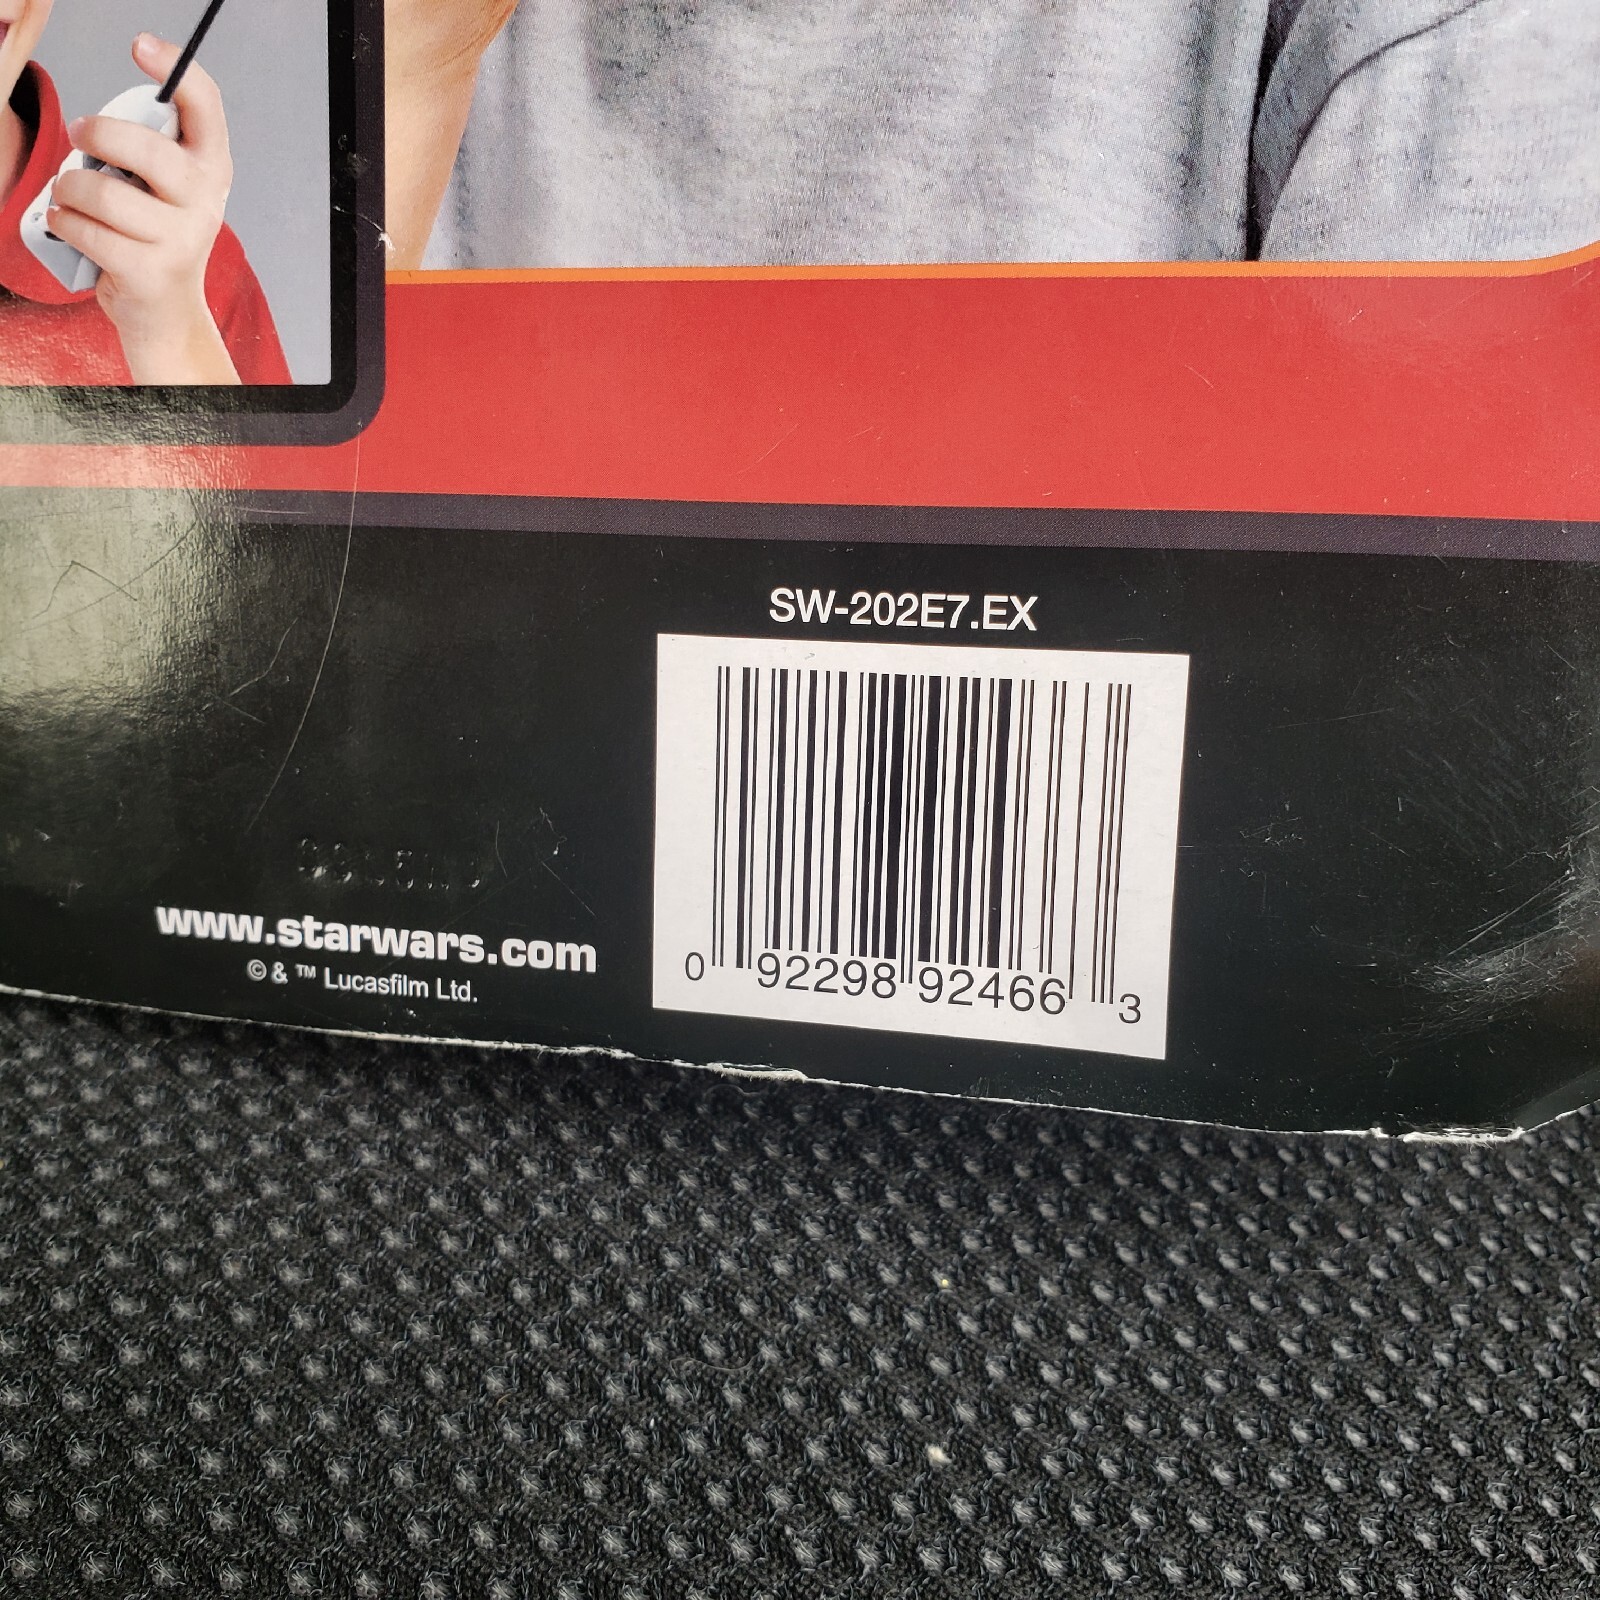 SW-202E7.EX
0 92298 92466 3
www.starwars.com
© & ™ Lucasfilm Ltd.